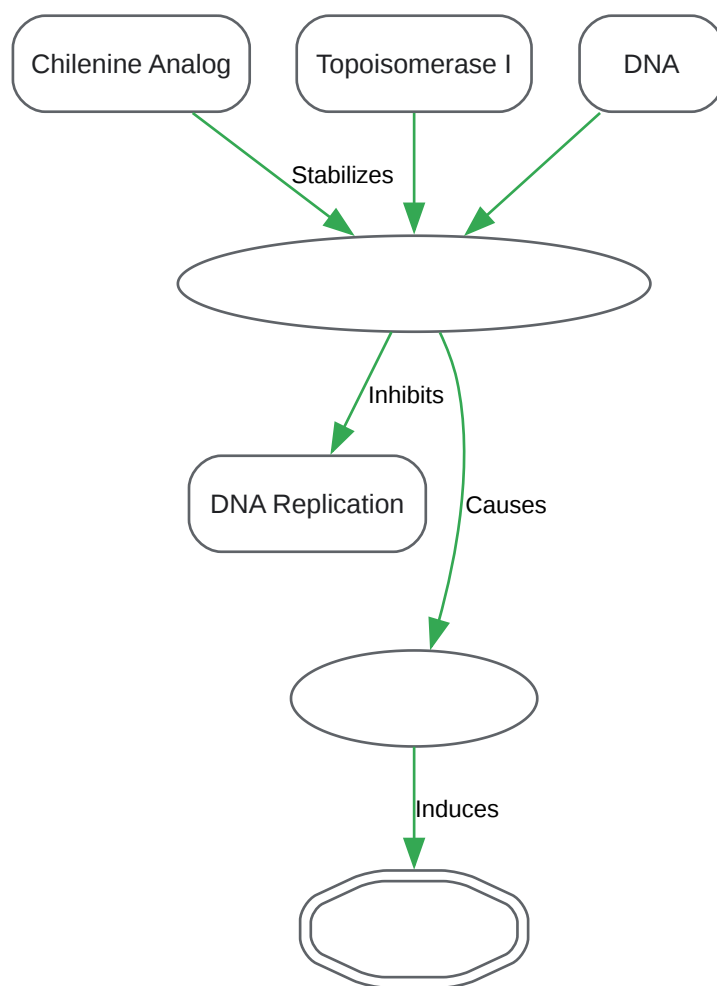 Chilenine Analog
Topoisomerase I
DNA
Stabilizes
Inhibits
DNA Replication
Causes
Induces